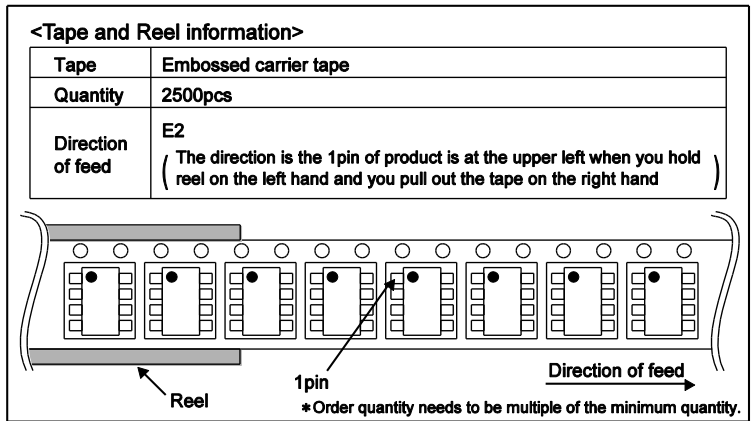 <Tape and Reel information>
Tape Embossed carrier tape
Quantity 2500pcs
Direction of feed E2
( The direction is the 1pin of product is at the upper left when you hold
reel on the left hand and you pull out the tape on the right hand )
Direction of feed
1pin
Reel
*Order quantity needs to be multiple of the minimum quantity.